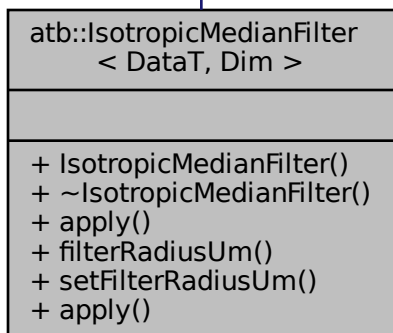 atb::IsotropicMedianFilter
< DataT, Dim >
+ IsotropicMedianFilter()
+ ~IsotropicMedianFilter()
+ apply()
+ filterRadiusUm()
+ setFilterRadiusUm()
+ apply()